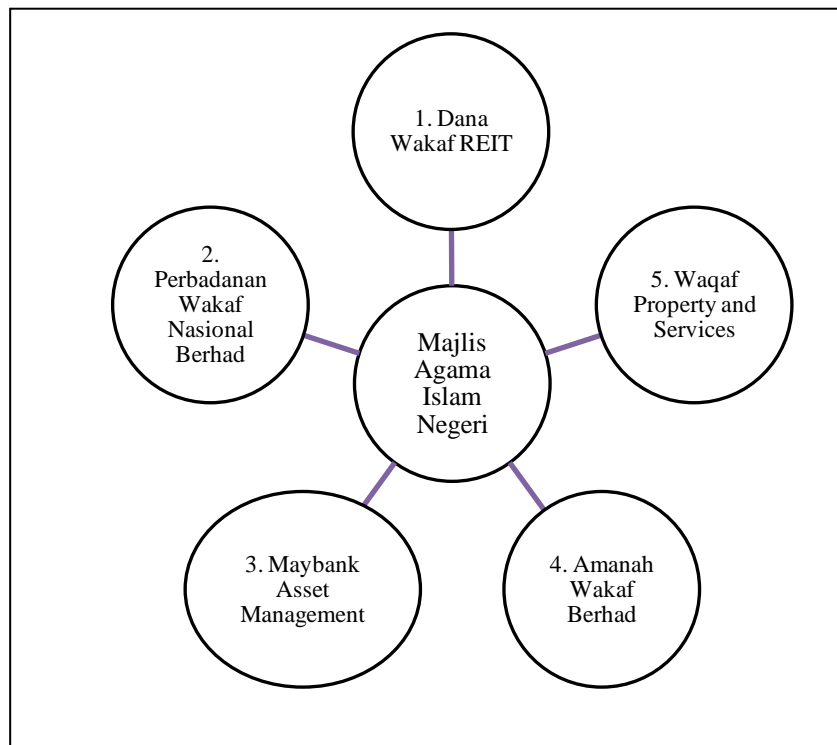 1. Dana
Wakaf REIT
2.
Perbadanan
Wakaf
Nasional
Berhad
5. Waqaf
Property and
Services
Majlis
Agama
Islam
Negeri
3. Maybank
Asset
Management
4. Amanah
Wakaf
Berhad